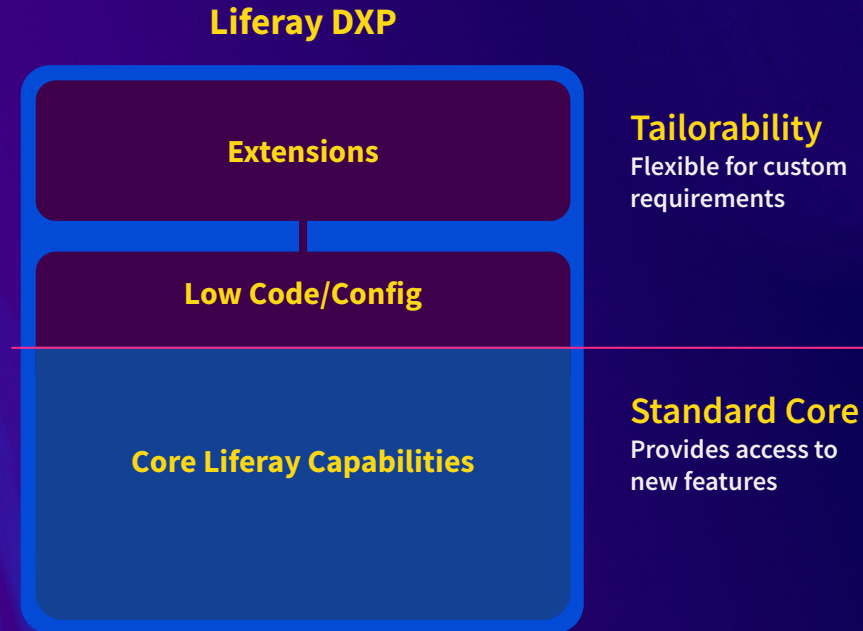 Liferay DXP
Extensions
Tailorability
Flexible for custom
requirements
Low Code/Config
Standard Core
Provides access to
new features
Core Liferay Capabilities